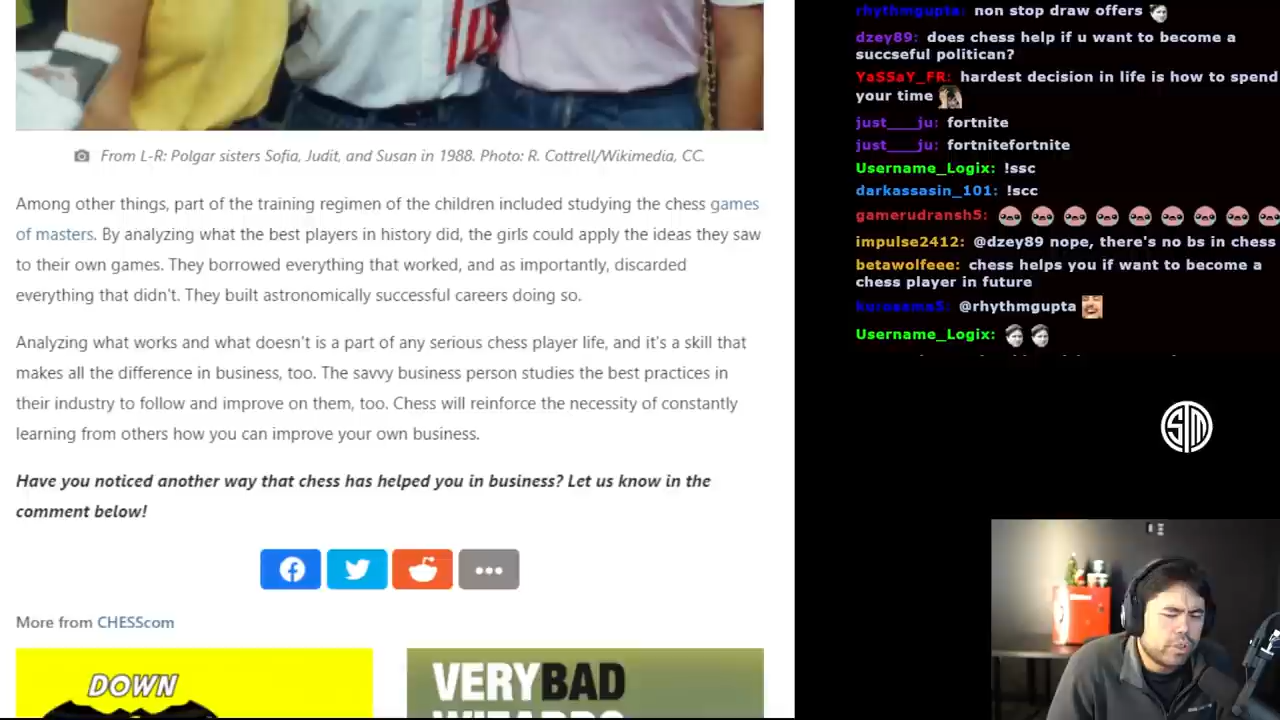 From L-R: Polgar sisters Sofia, Judit, and Susan in 1988. Photo: R. Cottrell/Wikimedia, CC.
Among other things, part of the training regimen of the children included studying the chess games
of masters. By analyzing what the best players in history did, the girls could apply the ideas they saw
to their own games. They borrowed everything that worked, and as importantly, discarded
everything that didn't. They built astronomically successful careers doing so.
Analyzing what works and what doesn't is a part of any serious chess player life, and it's a skill that
makes all the difference in business, too. The savvy business person studies the best practices in
their industry to follow and improve on them, too. Chess will reinforce the necessity of constantly
learning from others how you can improve your own business.
Have you noticed another way that chess has helped you in business? Let us know in the
comment below!
More from CHESScom
DOWN
VERYBAD
WIZARDS
rhythmgupta: non stop draw offers
dzey89: does chess help if u want to become a
succseful politican?
YaSSaY_FR: hardest decision in life is how to spend
your time
just___ju: fortnite
just___ju: fortnitefortnite
Username_Logix: !ssc
darkassasin_101: !scc
gamerudransh5:
impulse2412: @dzey89 nope, there's no bs in chess
betawolfeee: chess helps you if want to become a
chess player in future
@rhythmgupta
Username_Logix:
TSM